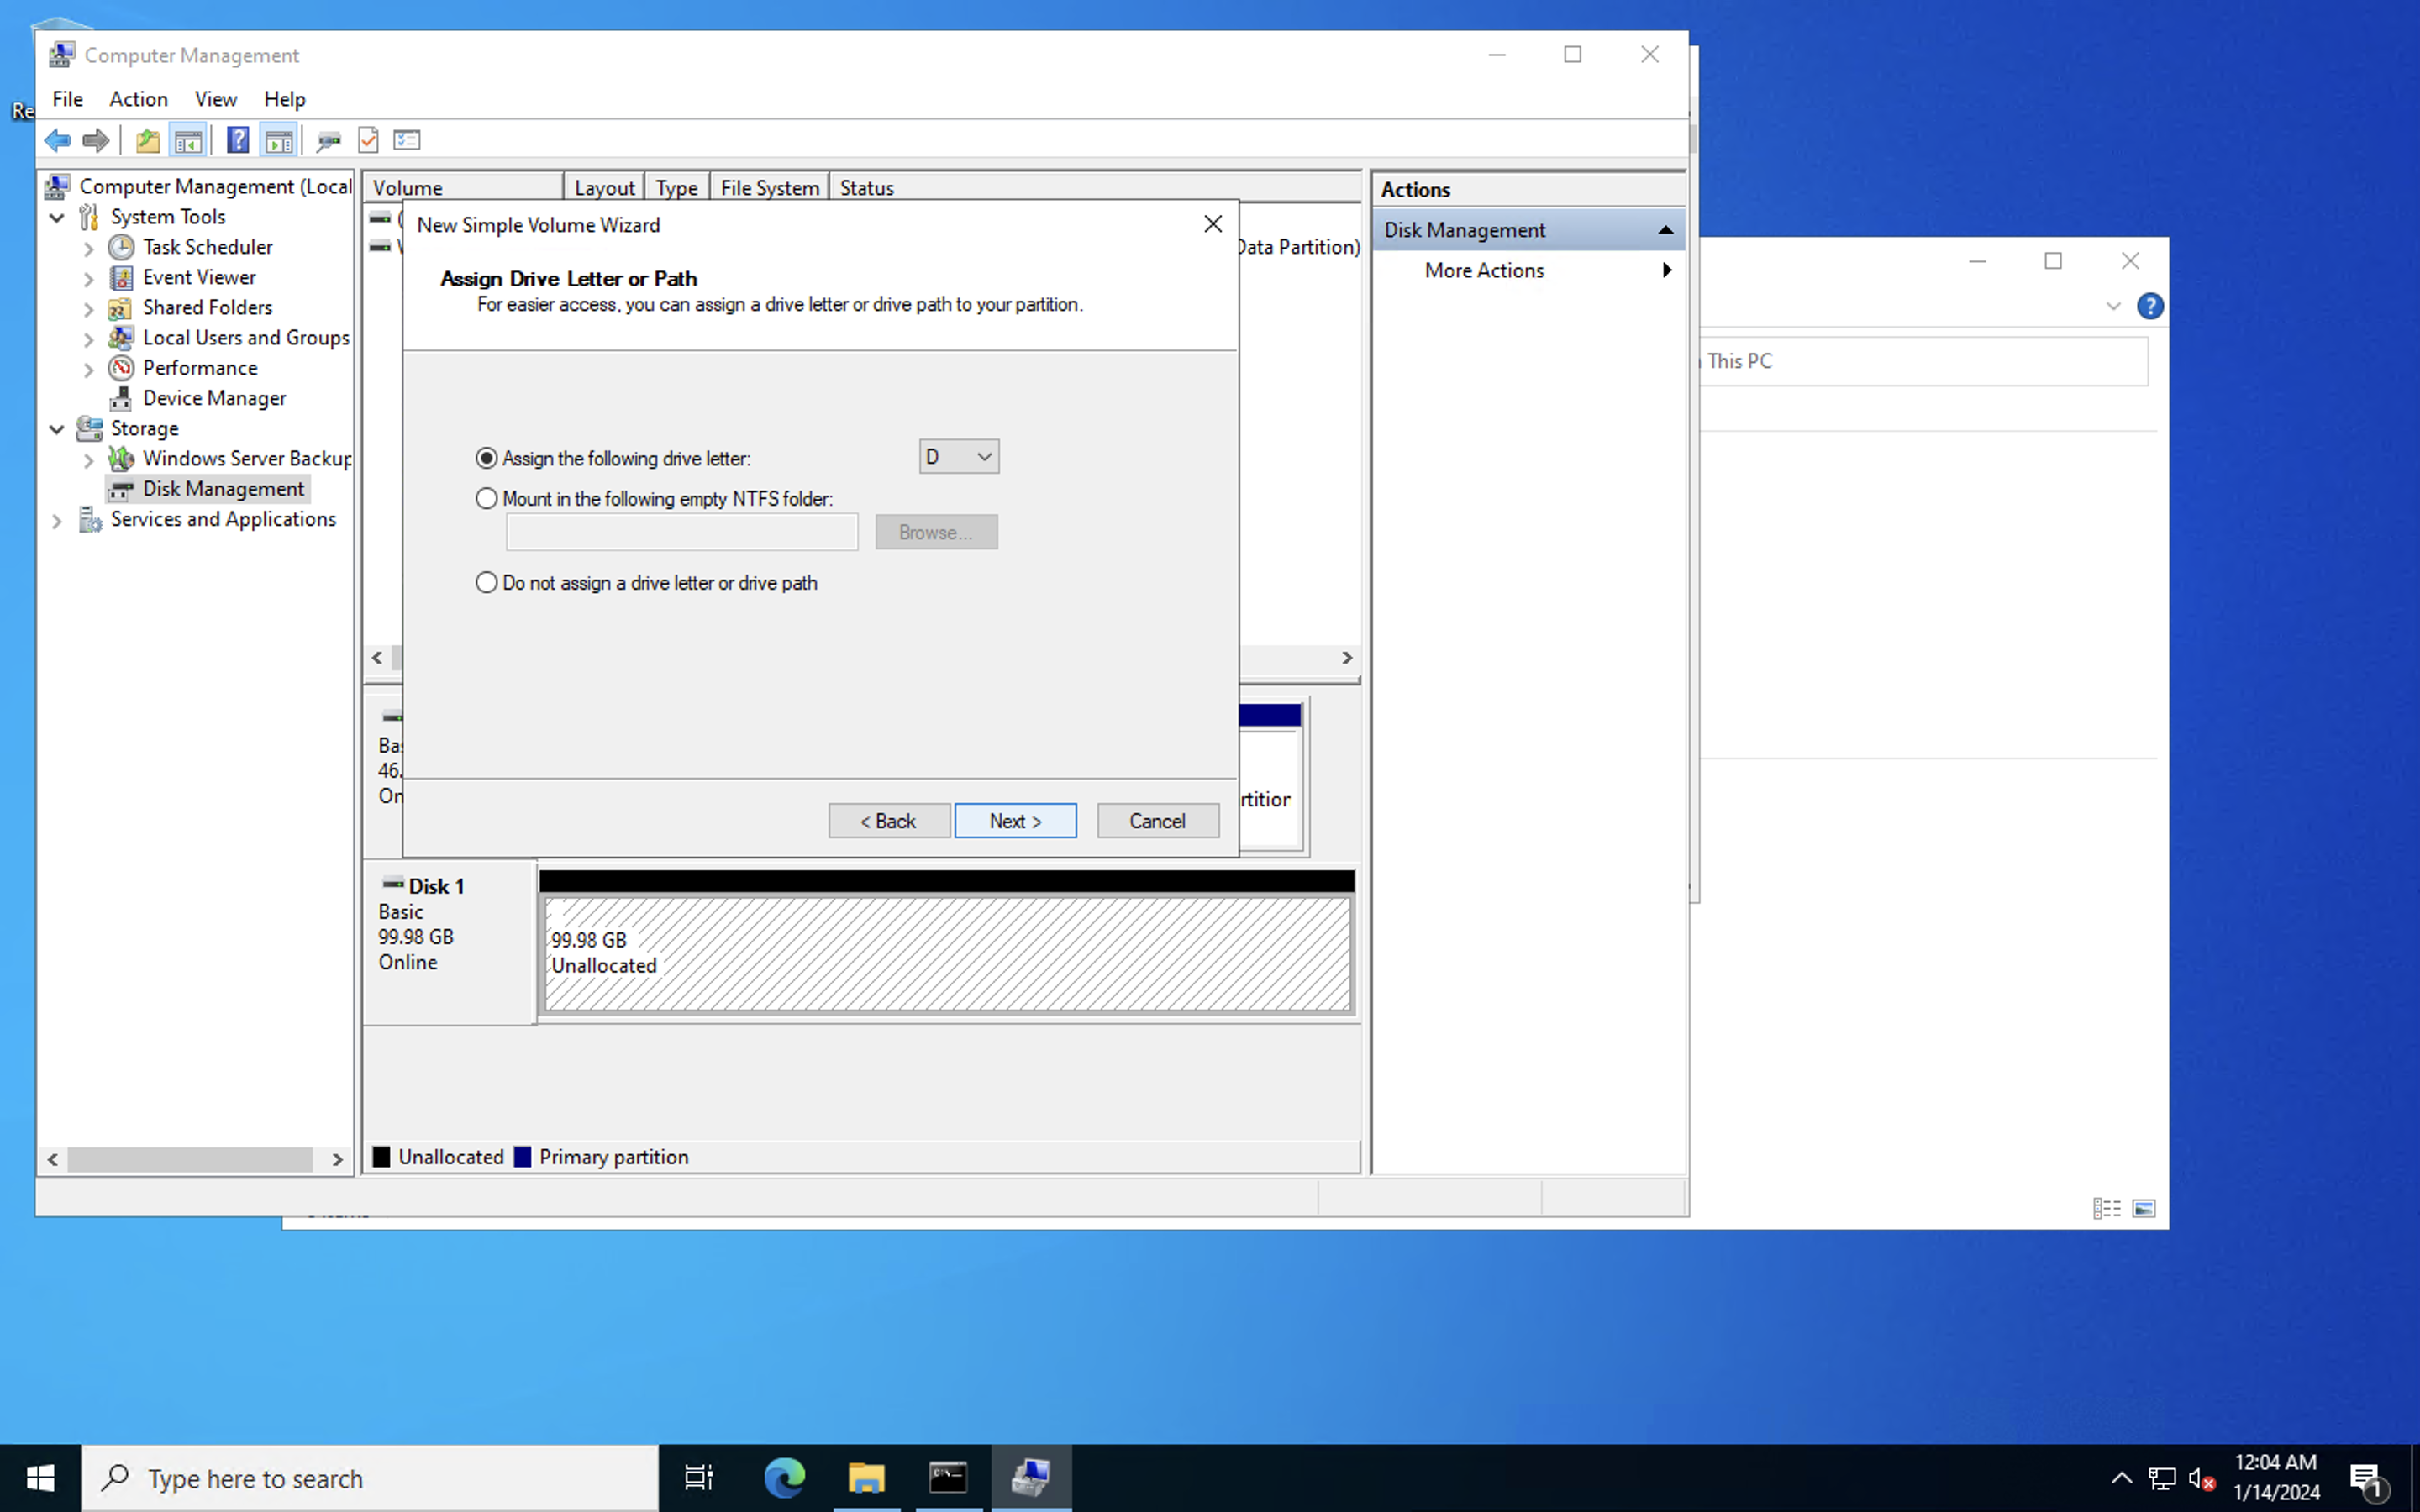 Computer Management
File Action View Help
Computer Management (Local
System Tools
Task Scheduler
Event Viewer
Shared Folders
Local Users and Groups
Performance
Device Manager
Storage
Windows Server Backup
Disk Management
Services and Applications
Volume Layout Type File System Status
Data Partition)
New Simple Volume Wizard
Assign Drive Letter or Path
For easier access, you can assign a drive letter or drive path to your partition.
Assign the following drive letter: D
Mount in the following empty NTFS folder:
Browse...
Do not assign a drive letter or drive path
< Back Next > Cancel
Disk 1
Basic
99.98 GB
Online
99.98 GB
Unallocated
Unallocated Primary partition
Actions
Disk Management
More Actions
This PC
Type here to search
12:04 AM
1/14/2024
1